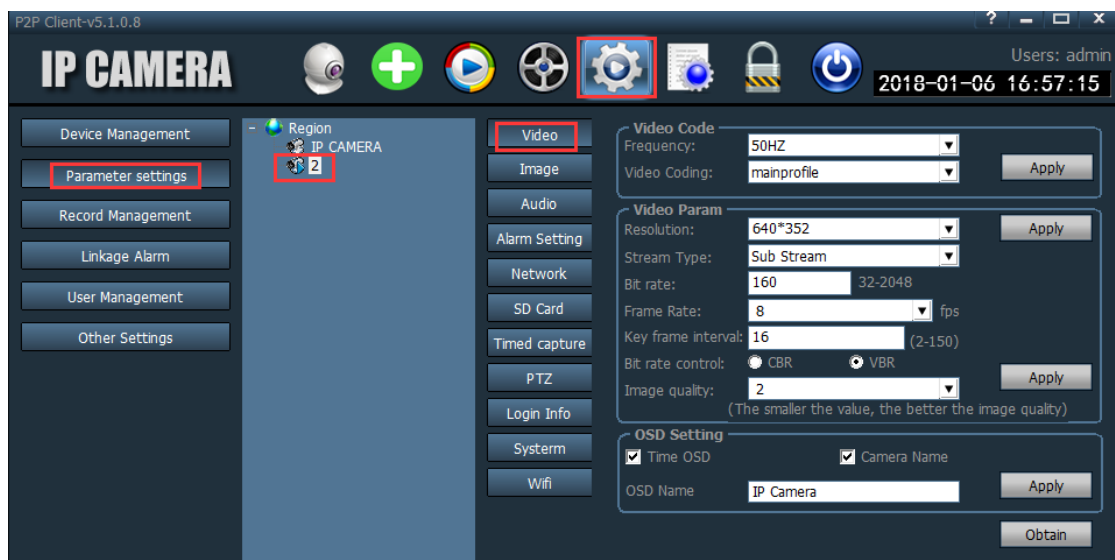 P2P Client-v5.1.0.8
? X
IP CAMERA
Users: admin
2018-01-06 16:57:15
Device Management
Parameter settings
Record Management
Linkage Alarm
User Management
Other Settings
Region
IP CAMERA
2
Video
Image
Audio
Alarm Setting
Network
SD Card
Timed capture
PTZ
Login Info
Systerm
Wifi
Video Code
Frequency: 50HZ
Video Coding: mainprofile Apply
Video Param
Resolution: 640*352 Apply
Stream Type: Sub Stream
Bit rate: 160 32-2048
Frame Rate: 8 fps
Key frame interval: 16 (2-150)
Bit rate control: CBR VBR
Image quality: 2 Apply
(The smaller the value, the better the image quality)
OSD Setting
Time OSD Camera Name
OSD Name IP Camera Apply
Obtain